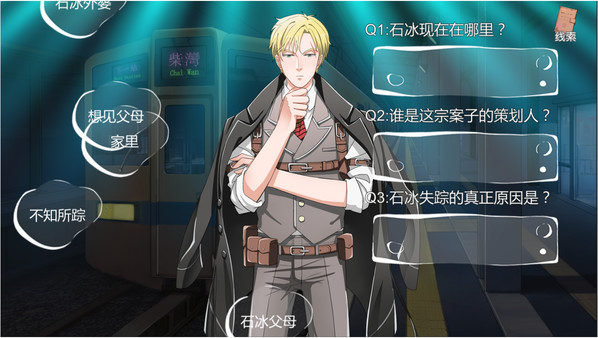 石冰外婆
想见父母
家里
不知所踪
石冰父母
柴灣
Chai Wan
Q1:石冰现在在哪里？
Q2:谁是这宗案子的策划人？
Q3:石冰失踪的真正原因是？
线索